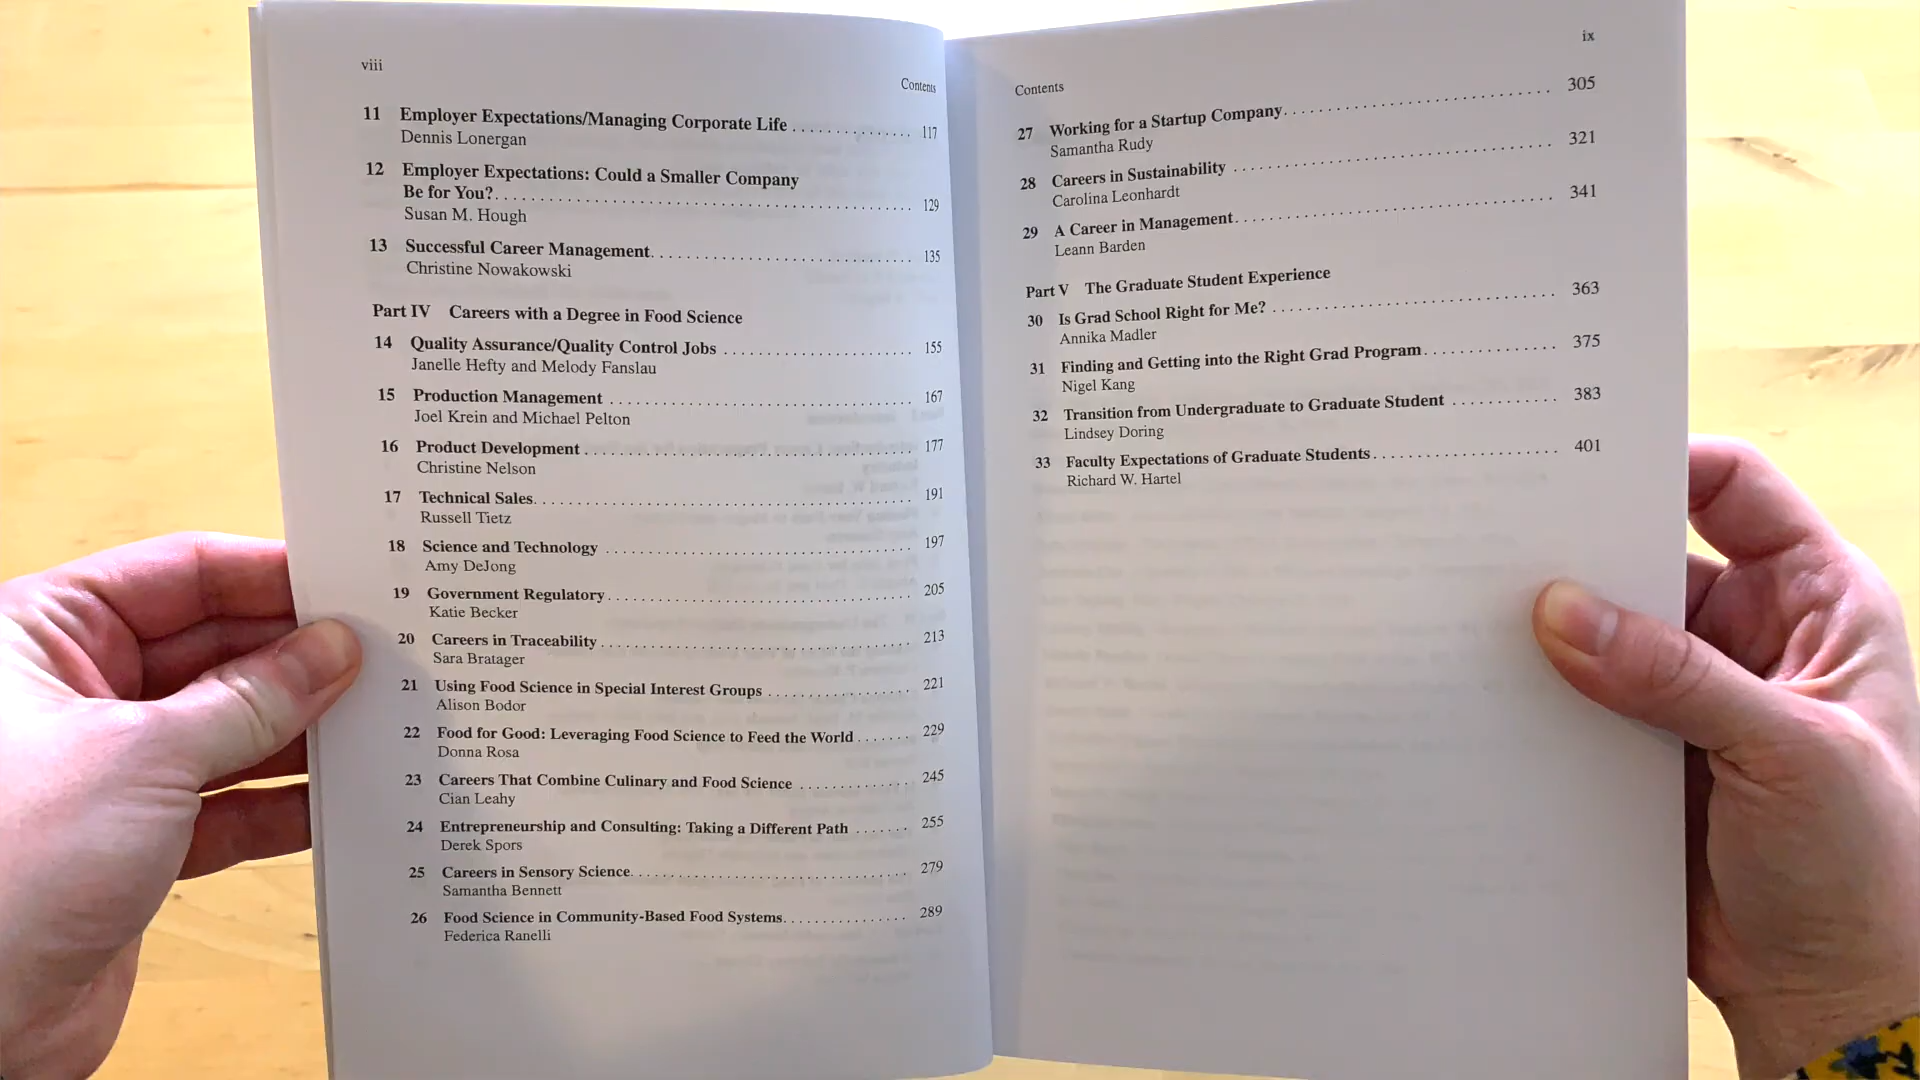 viii
Contents
11 Employer Expectations/Managing Corporate Life . . . . . . . . . . . . . . . 117
Dennis Lonergan
12 Employer Expectations: Could a Smaller Company
Be for You?. . . . . . . . . . . . . . . . . . . . . . . . . . . . . . . . . . . . . . . . . . . . . . . 129
Susan M. Hough
13 Successful Career Management. . . . . . . . . . . . . . . . . . . . . . . . . . . . . 135
Christine Nowakowski
Part IV Careers with a Degree in Food Science
14 Quality Assurance/Quality Control Jobs . . . . . . . . . . . . . . . . . . . . . 155
Janelle Hefty and Melody Fanslau
15 Production Management . . . . . . . . . . . . . . . . . . . . . . . . . . . . . . . . . . 167
Joel Krein and Michael Pelton
16 Product Development . . . . . . . . . . . . . . . . . . . . . . . . . . . . . . . . . . . . . 177
Christine Nelson
17 Technical Sales. . . . . . . . . . . . . . . . . . . . . . . . . . . . . . . . . . . . . . . . . . . 191
Russell Tietz
18 Science and Technology . . . . . . . . . . . . . . . . . . . . . . . . . . . . . . . . . . . 197
Amy DeJong
19 Government Regulatory . . . . . . . . . . . . . . . . . . . . . . . . . . . . . . . . . . . 205
Katie Becker
20 Careers in Traceability . . . . . . . . . . . . . . . . . . . . . . . . . . . . . . . . . . . . 213
Sara Bratager
21 Using Food Science in Special Interest Groups . . . . . . . . . . . . . . . . . 221
Alison Bodor
22 Food for Good: Leveraging Food Science to Feed the World . . . . . . . 229
Donna Rosa
23 Careers That Combine Culinary and Food Science . . . . . . . . . . . . . 245
Cian Leahy
24 Entrepreneurship and Consulting: Taking a Different Path . . . . . . . 255
Derek Spors
25 Careers in Sensory Science. . . . . . . . . . . . . . . . . . . . . . . . . . . . . . . . . 279
Samantha Bennett
26 Food Science in Community-Based Food Systems. . . . . . . . . . . . . . . . 289
Federica Ranelli
ix
Contents
27 Working for a Startup Company. . . . . . . . . . . . . . . . . . . . . . . . . . . . . 305
Samantha Rudy
28 Careers in Sustainability . . . . . . . . . . . . . . . . . . . . . . . . . . . . . . . . . . 321
Carolina Leonhardt
29 A Career in Management. . . . . . . . . . . . . . . . . . . . . . . . . . . . . . . . . . 341
Leann Barden
Part V The Graduate Student Experience
30 Is Grad School Right for Me? . . . . . . . . . . . . . . . . . . . . . . . . . . . . . . 363
Annika Madler
31 Finding and Getting into the Right Grad Program . . . . . . . . . . . . . . 375
Nigel Kang
32 Transition from Undergraduate to Graduate Student . . . . . . . . . . . . 383
Lindsey Doring
33 Faculty Expectations of Graduate Students . . . . . . . . . . . . . . . . . . . . 401
Richard W. Hartel